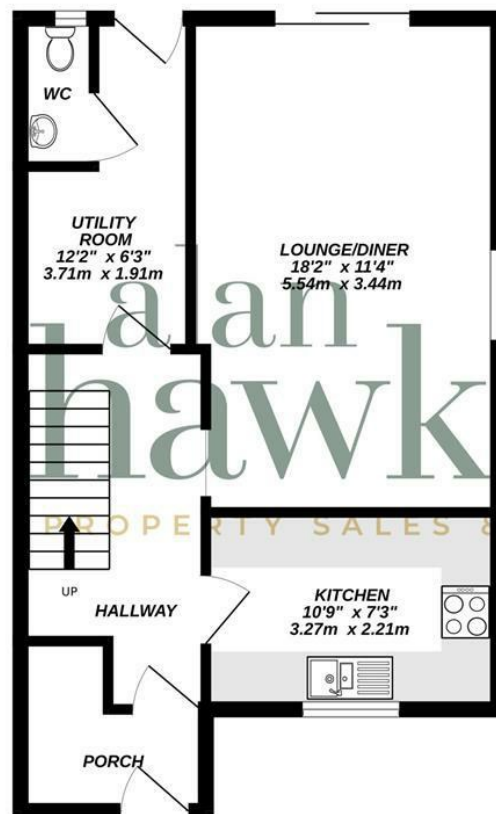 WC
UTILITY
ROOM
12'2" x 6'3"
3.71m x 1.91m
LOUNGE/DINER
18'2" x 11'4"
5.54m x 3.44m
alan
hawk
PROPERTY SALES &
UP
HALLWAY
KITCHEN
10'9" x 7'3"
3.27m x 2.21m
PORCH